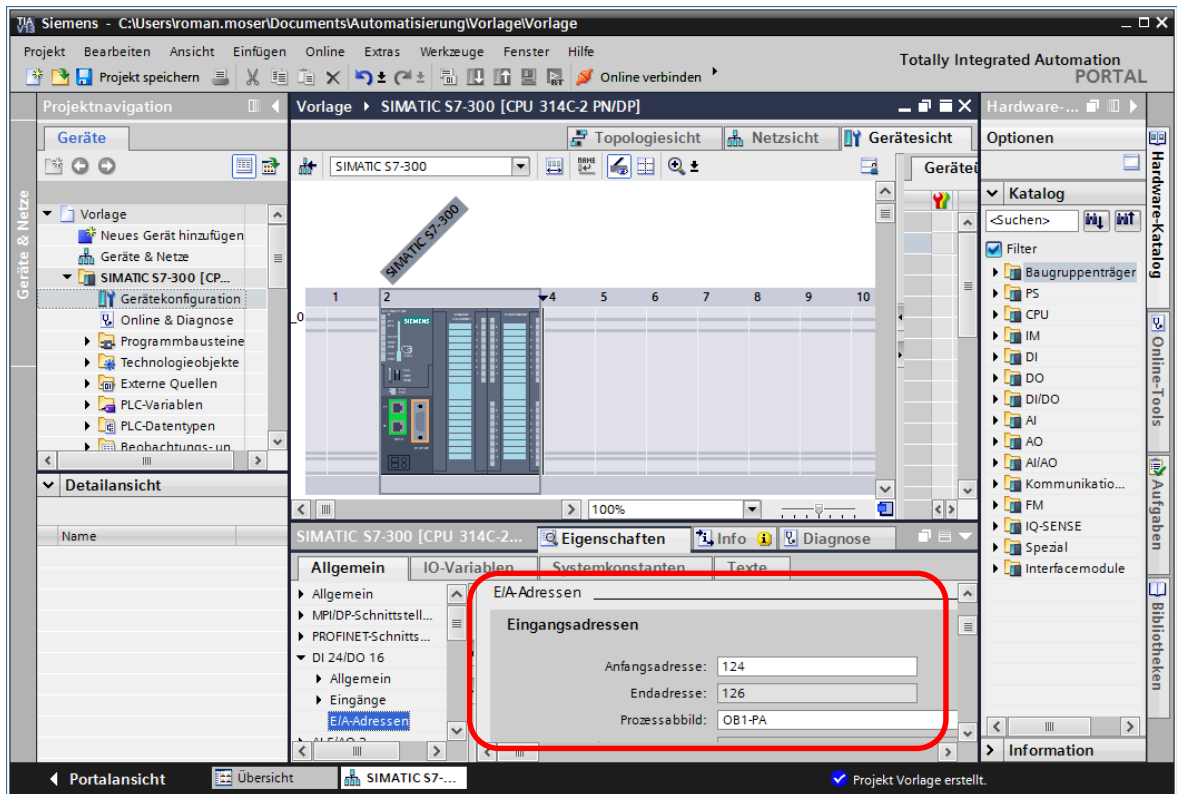 TIA V13 Siemens - C:\Users\roman.moser\Documents\Automatisierung\Vorlage\Vorlage
Projekt Bearbeiten Ansicht Einfügen Online Extras Werkzeuge Fenster Hilfe
Totally Integrated Automation
PORTAL
Projekt speichern
Online verbinden
Projektnavigation
Vorlage SIMATIC S7-300 [CPU 314C-2 PN/DP]
Hardware-...
Geräte
Topologiesicht Netzsicht Gerätesicht
Optionen
SIMATIC S7-300
Geräteü
Katalog
<Suchen>
Filter
Geräte & Netze
Vorlage
Neues Gerät hinzufügen
Geräte & Netze
SIMATIC S7-300 [CP...
Gerätekonfiguration
Online & Diagnose
Programmbausteine
Technologieobjekte
Externe Quellen
PLC-Variablen
PLC-Datentypen
Beobachtungs- un...
SIMATIC S7-300
1 2 4 5 6 7 8 9 10
_0
SIEMENS
100%
Baugruppenträger
PS
CPU
IM
DI
DO
DI/DO
AI
AO
AI/AO
Kommunikatio...
FM
IQ-SENSE
Spezial
Interfacemodule
Hardware-Katalog
Online-Tools
Aufgaben
Bibliotheken
Detailansicht
Name
SIMATIC S7-300 [CPU 314C-2...
Eigenschaften Info Diagnose
Allgemein IO-Variablen Systemkonstanten Texte
Allgemein
MPI/DP-Schnittstell...
PROFINET-Schnitts...
DI 24/DO 16
Allgemein
Eingänge
E/A-Adressen
E/A-Adressen
Eingangsadressen
Anfangsadresse: 124
Endadresse: 126
Prozessabbild: OB1-PA
Information
Portalansicht Übersicht SIMATIC S7-...
Projekt Vorlage erstellt.